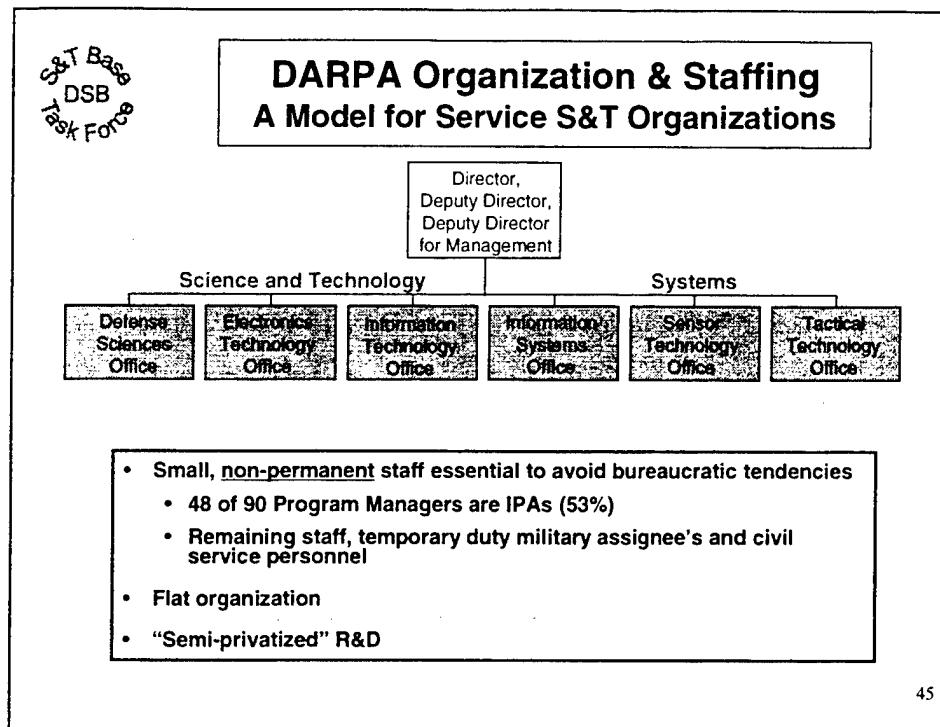 S&T Base
DSB
Task Force
DARPA Organization & Staffing
A Model for Service S&T Organizations
Director,
Deputy Director,
Deputy Director
for Management
Science and Technology
Systems
Defense
Sciences
Office
Electronics
Technology
Office
Information
Technology
Office
Information
Systems
Office
Sensor
Technology
Office
Tactical
Technology
Office
• Small, non-permanent staff essential to avoid bureaucratic tendencies
• 48 of 90 Program Managers are IPAs (53%)
• Remaining staff, temporary duty military assignee's and civil
service personnel
• Flat organization
• “Semi-privatized” R&D
45